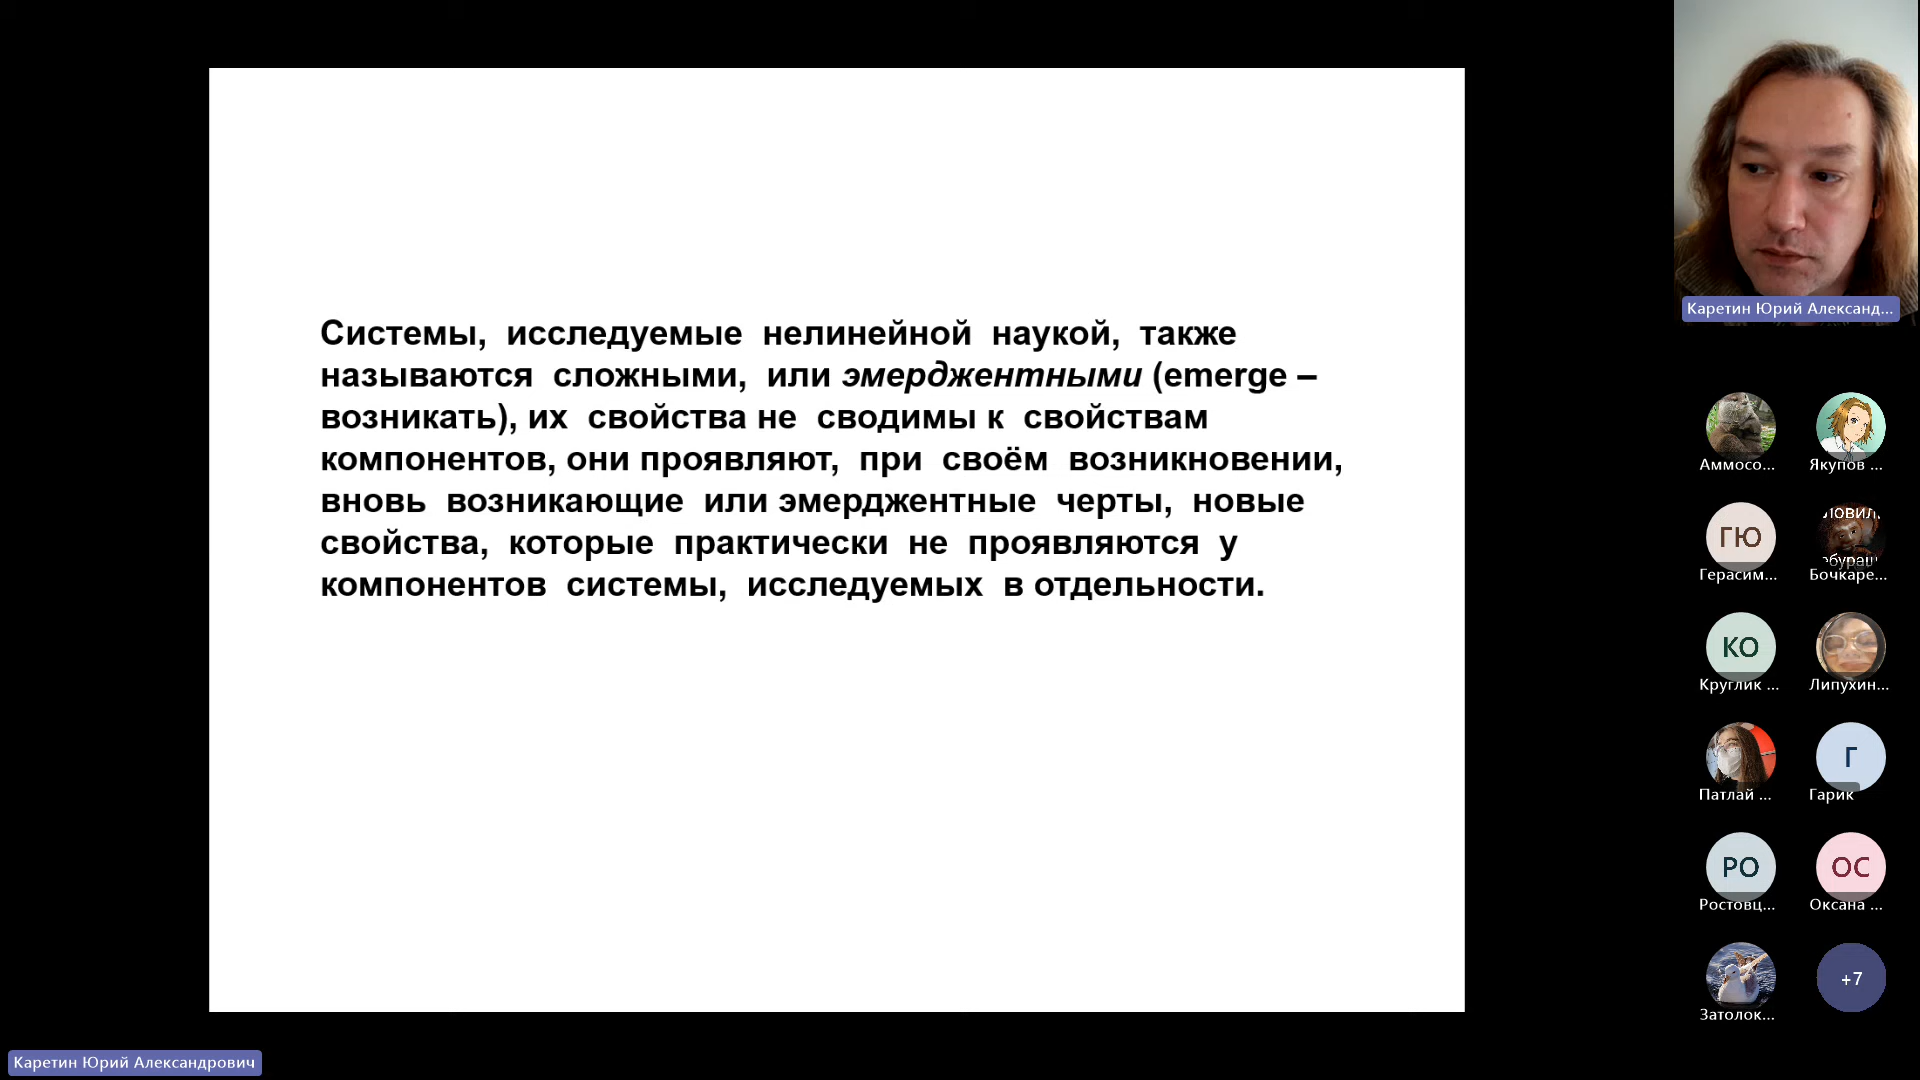 Системы, исследуемые нелинейной наукой, также
называются сложными, или эмерджентными (emerge –
возникать), их свойства не сводимы к свойствам
компонентов, они проявляют, при своём возникновении,
вновь возникающие или эмерджентные черты, новые
свойства, которые практически не проявляются у
компонентов системы, исследуемых в отдельности.
Каретин Юрий Александ...
Аммосо...
Якупов ...
ГЮ
Герасим...
Бочкаре...
КО
Круглик ...
Липухин...
Патлай ...
Г
Гарик
РО
Ростовц...
ОС
Оксана ...
Затолок...
+7
Каретин Юрий Александрович